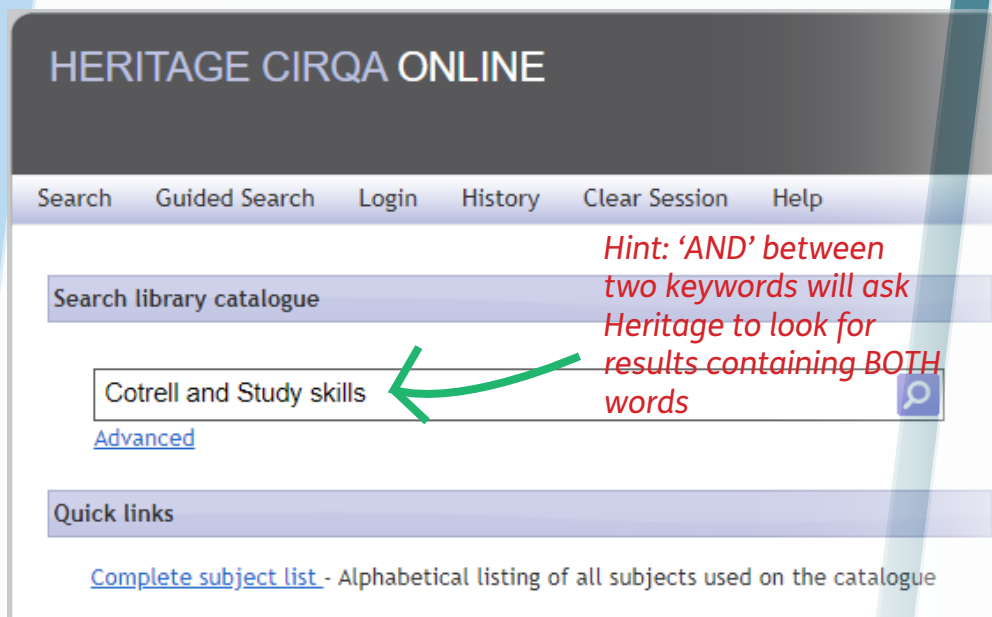 HERITAGE CIRQA ONLINE
Search Guided Search Login History Clear Session Help
Hint: ‘AND’ between
two keywords will ask
Heritage to look for
results containing BOTH
words
Search library catalogue
Cotrell and Study skills
Advanced
Quick links
Complete subject list - Alphabetical listing of all subjects used on the catalogue